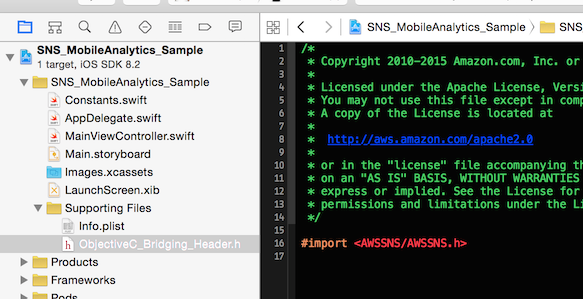 SNS_MobileAnalytics_Sample
1 target, iOS SDK 8.2
SNS_MobileAnalytics_Sample
Constants.swift
AppDelegate.swift
MainViewController.swift
Main.storyboard
Images.xcassets
LaunchScreen.xib
Supporting Files
Info.plist
h ObjectiveC_Bridging_Header.h
Products
Frameworks
Pods
SNS_MobileAnalytics_Sample SNS
1 /*
2 * Copyright 2010-2015 Amazon.com, Inc. or
3 *
4 * Licensed under the Apache License, Versi
5 * You may not use this file except in comp
6 * A copy of the License is located at
7 *
8 * http://aws.amazon.com/apache2.0
9 *
10 * or in the "license" file accompanying th
11 * on an "AS IS" BASIS, WITHOUT WARRANTIES
12 * express or implied. See the License for
13 * permissions and limitations under the Li
14 */
15
16 #import <AWSSNS/AWSSNS.h>
17